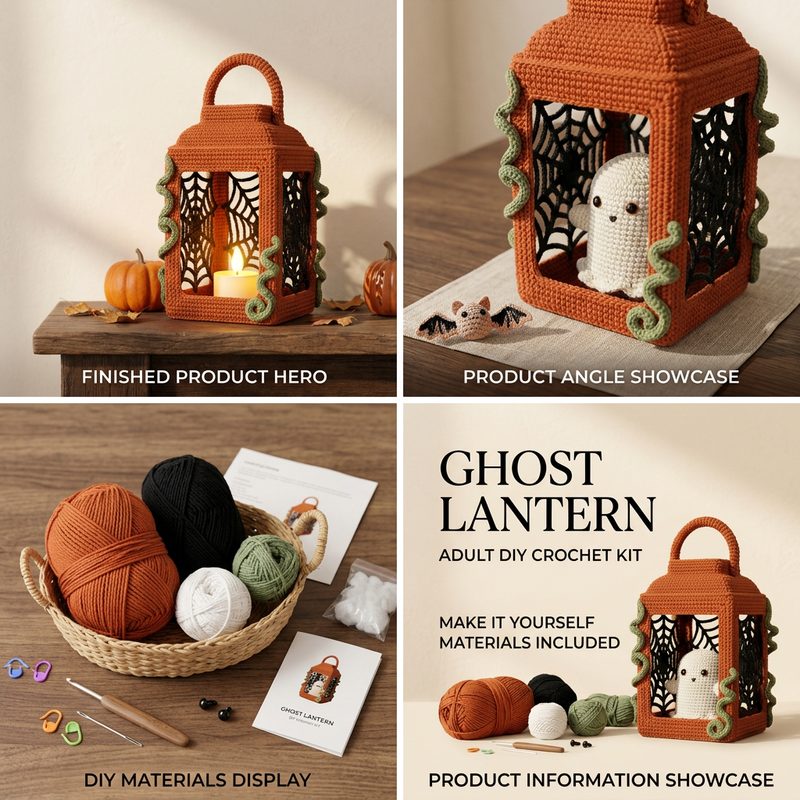 FINISHED PRODUCT HERO
PRODUCT ANGLE SHOWCASE
GHOST LANTERN
DIY MATERIALS DISPLAY
GHOST
LANTERN
ADULT DIY CROCHET KIT
MAKE IT YOURSELF
MATERIALS INCLUDED
PRODUCT INFORMATION SHOWCASE